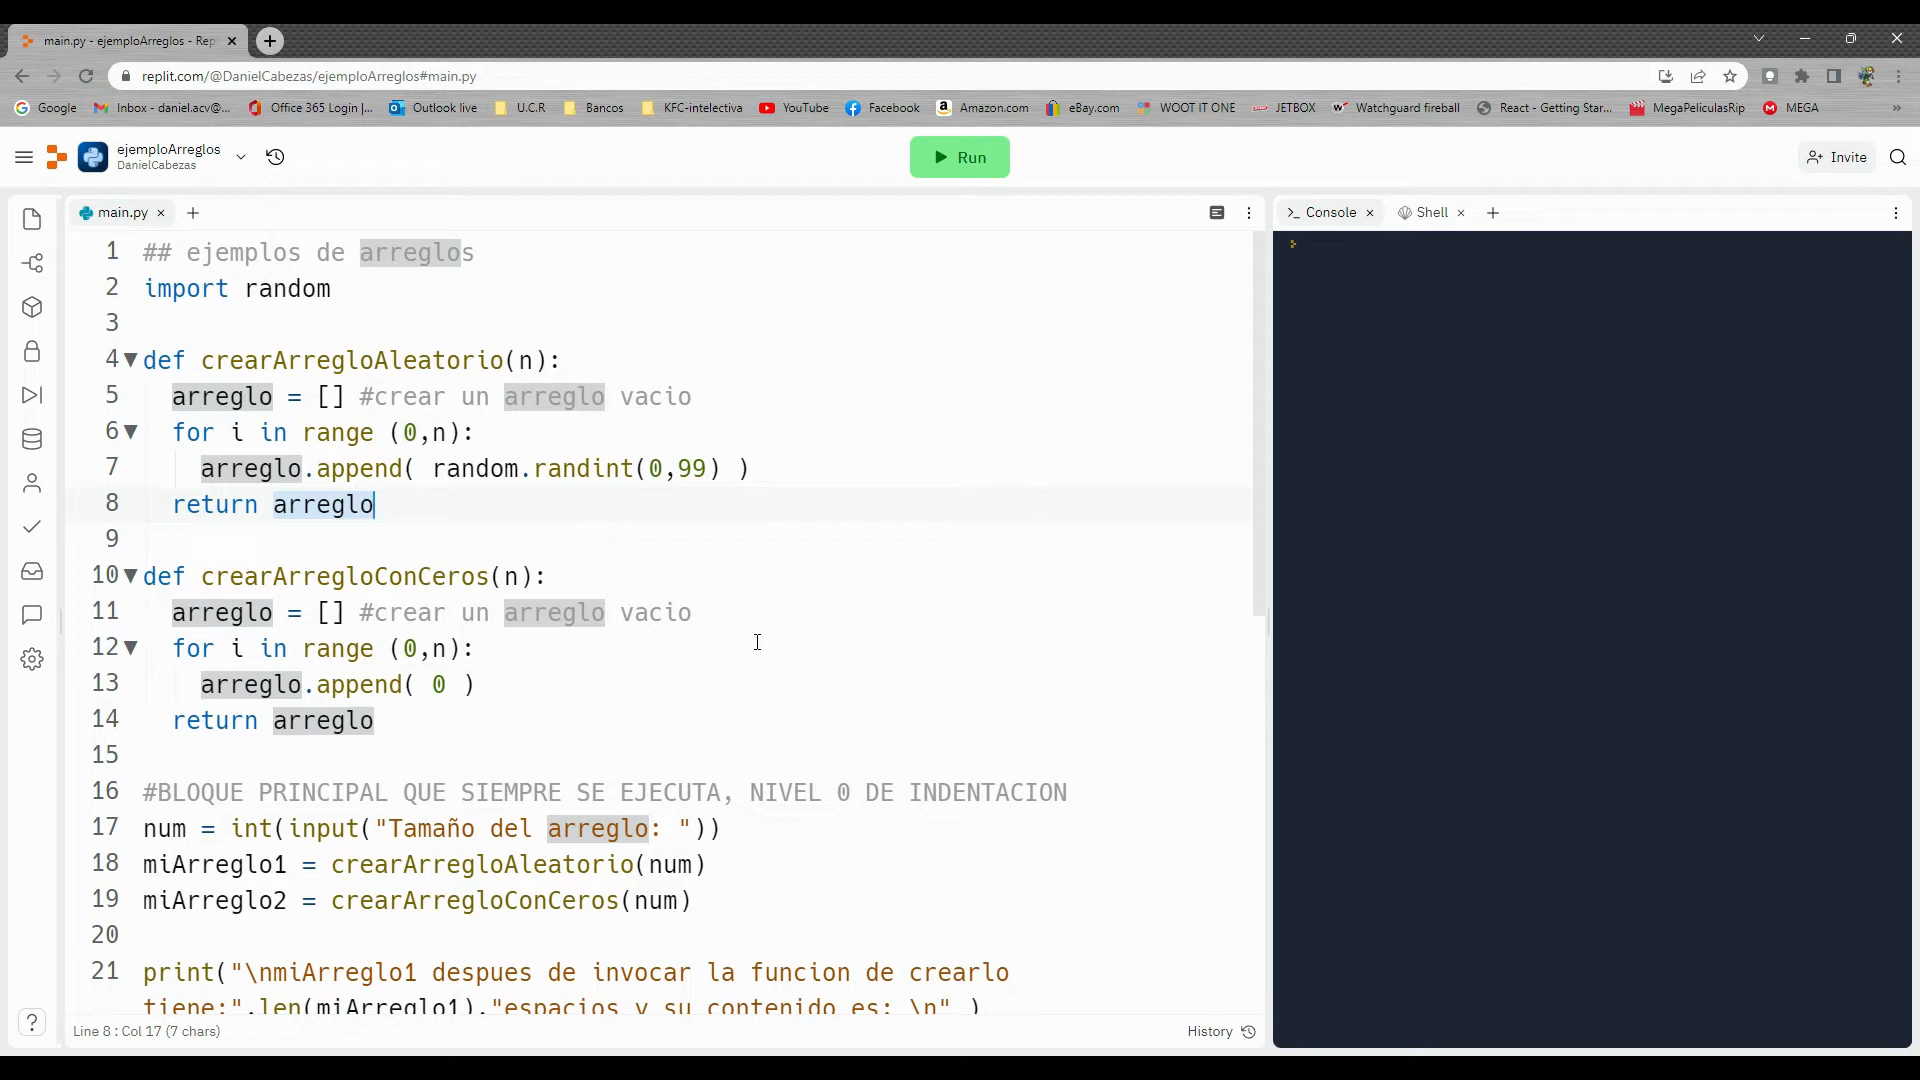 main.py - ejemploArreglos - Rep
replit.com/@DanielCabezas/ejemploArreglos#main.py
Google Inbox - daniel.acv@... Office 365 Login |... Outlook live U.C.R Bancos KFC-intelectiva YouTube Facebook Amazon.com eBay.com WOOT IT ONE JETBOX Watchguard fireball React - Getting Star... MegaPeliculasRip MEGA »
ejemploArreglos
DanielCabezas
Run
Invite
main.py
Console
Shell
1 ## ejemplos de arreglos
2 import random
3
4 def crearArregloAleatorio(n):
5 arreglo = [] #crear un arreglo vacio
6 for i in range (0,n):
7 arreglo.append( random.randint(0,99) )
8 return arreglo
9
10 def crearArregloConCeros(n):
11 arreglo = [] #crear un arreglo vacio
12 for i in range (0,n):
13 arreglo.append( 0 )
14 return arreglo
15
16 #BLOQUE PRINCIPAL QUE SIEMPRE SE EJECUTA, NIVEL 0 DE INDENTACION
17 num = int(input("Tamaño del arreglo: "))
18 miArreglo1 = crearArregloAleatorio(num)
19 miArreglo2 = crearArregloConCeros(num)
20
21 print("\nmiArreglo1 despues de invocar la funcion de crearlo
tiene:",len(miArreglo1),"espacios y su contenido es: \n" )
?
Line 8 : Col 17 (7 chars)
History